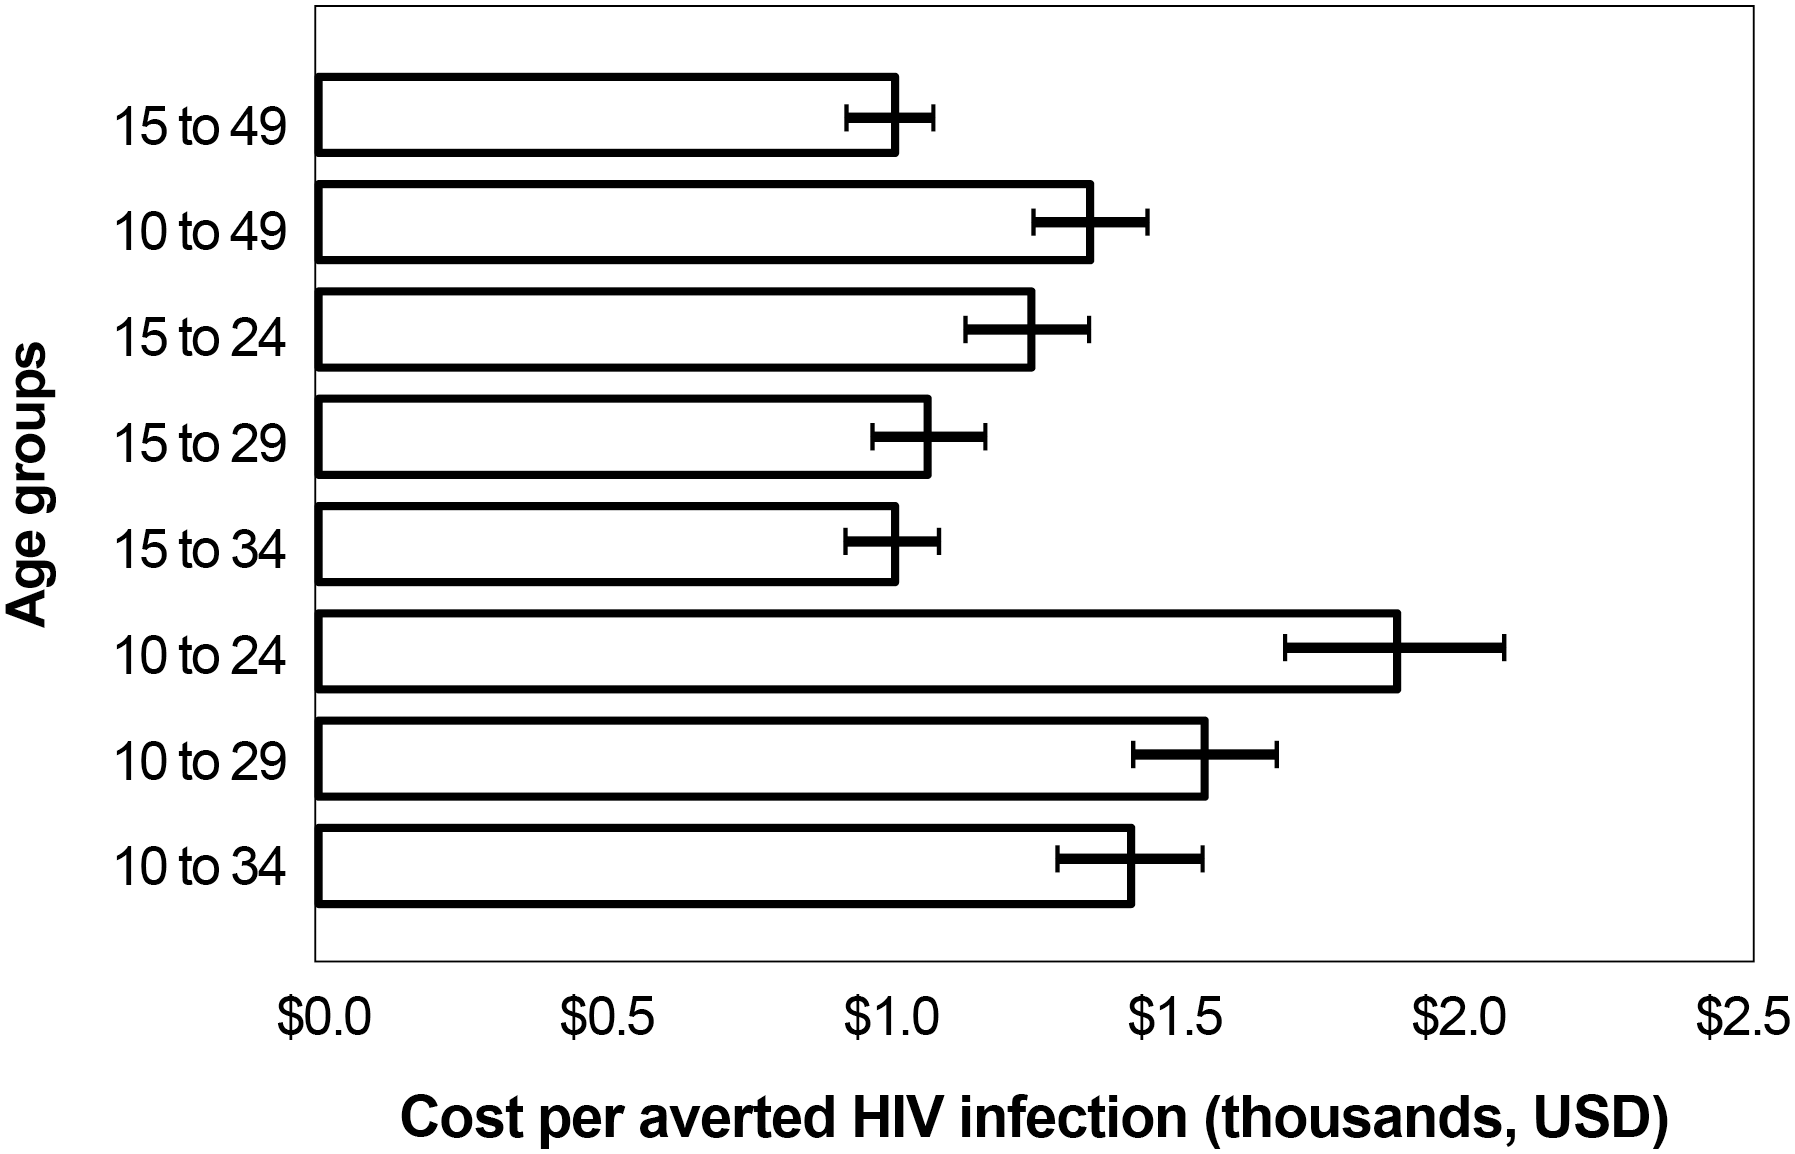 Age groups
15 to 49
10 to 49
15 to 24
15 to 29
15 to 34
10 to 24
10 to 29
10 to 34
$0.0 $0.5 $1.0 $1.5 $2.0 $2.5
Cost per averted HIV infection (thousands, USD)